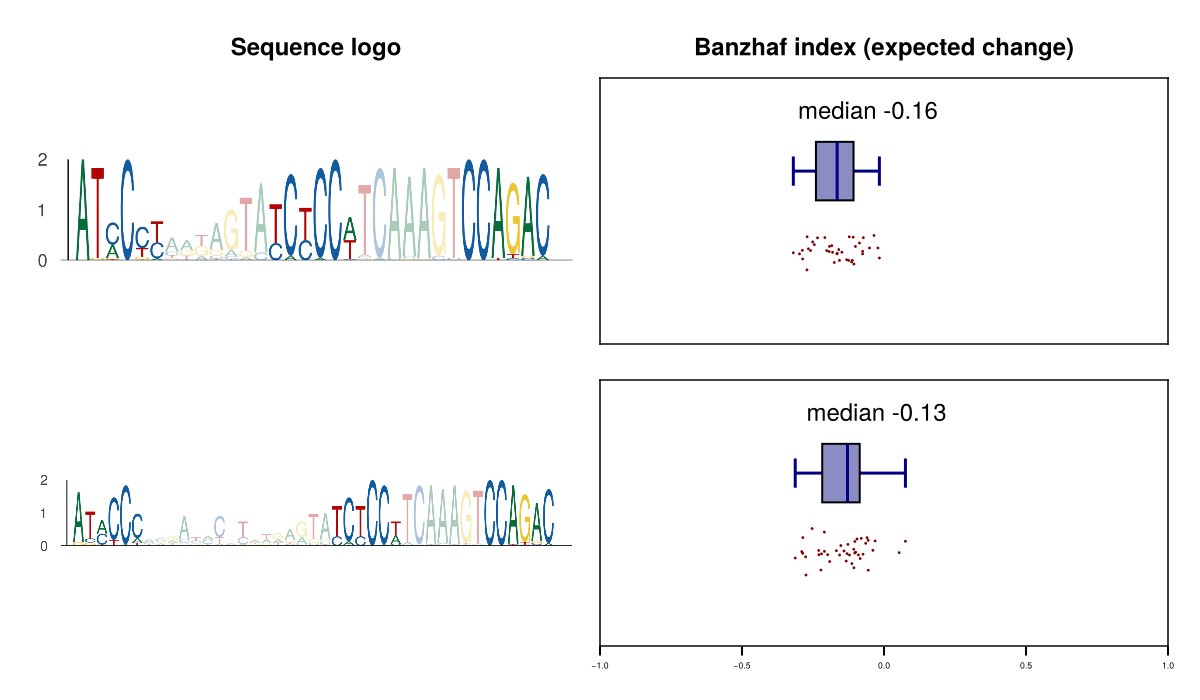 Sequence logo
Banzhaf index (expected change)
median -0.16
2
1
0
median -0.13
2
1
0
−1.0
−0.5
0.0
0.5
1.0